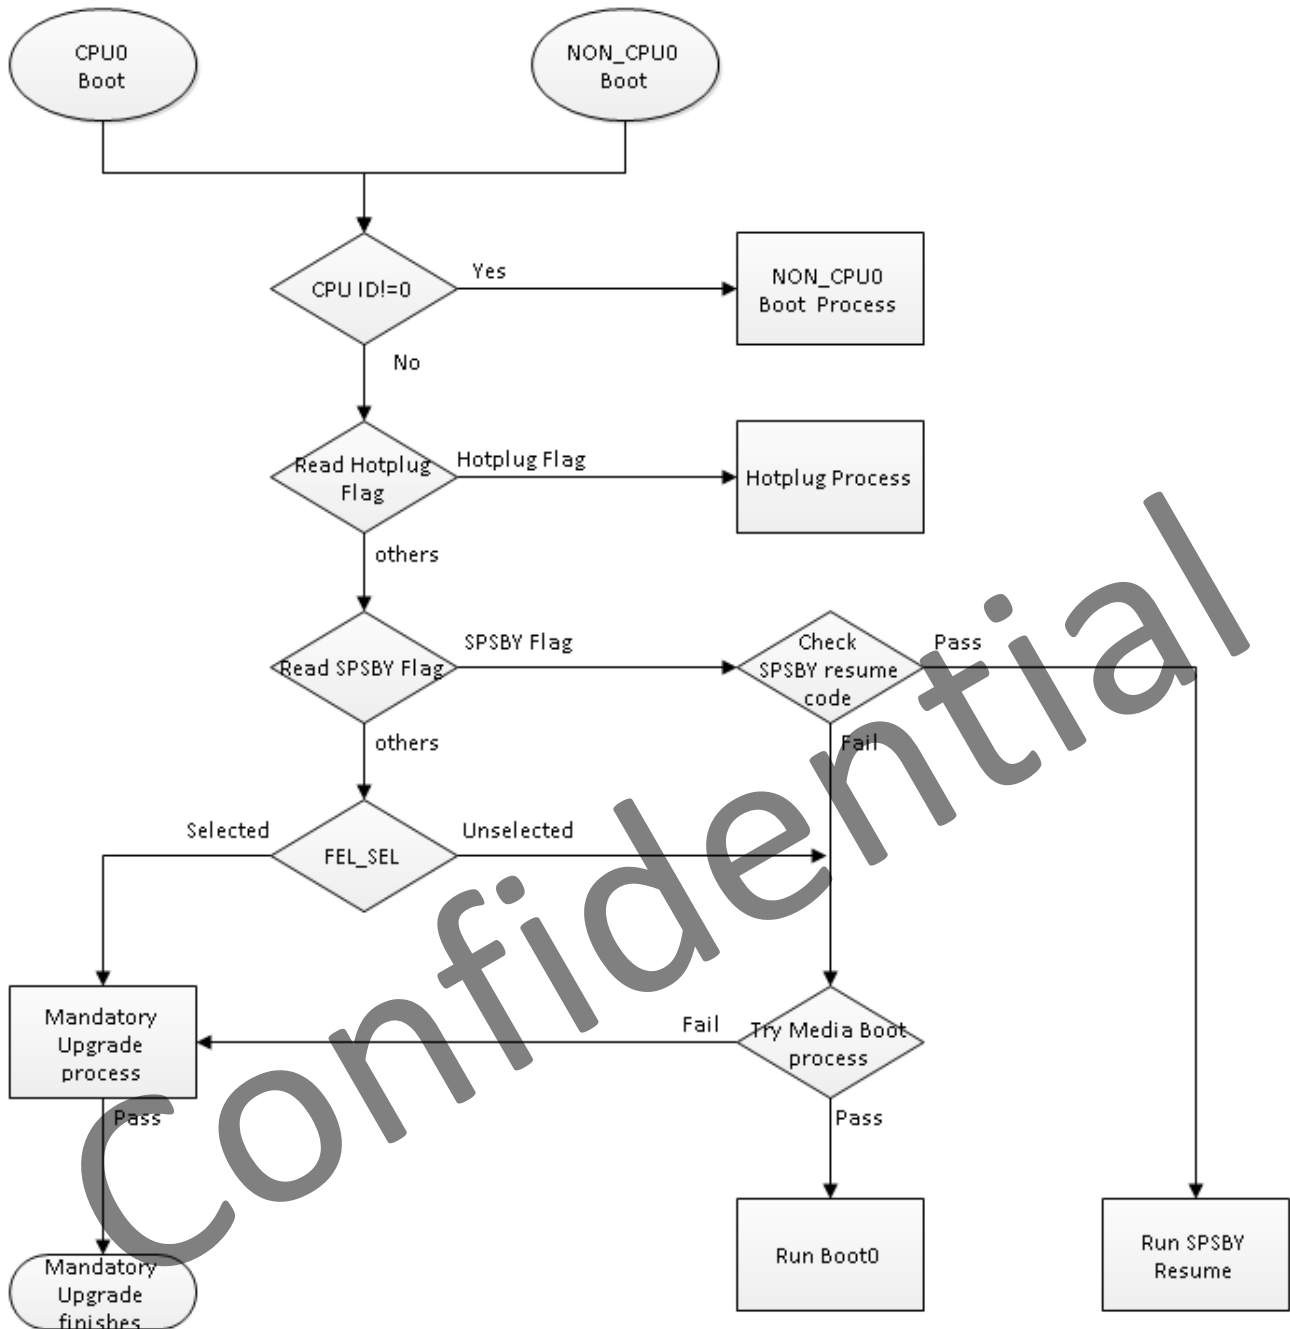 CPU0
Boot
NON_CPU0
Boot
CPU ID!=0
Yes
NON_CPU0
Boot Process
No
Read Hotplug
Flag
Hotplug Flag
Hotplug Process
others
Read SPSBY Flag
SPSBY Flag
Check
SPSBY resume
code
Pass
Fail
others
Selected
FEL_SEL
Unselected
Mandatory
Upgrade
process
Fail
Try Media Boot
process
Pass
Pass
Run Boot0
Run SPSBY
Resume
Mandatory
Upgrade
finishes
Confidential